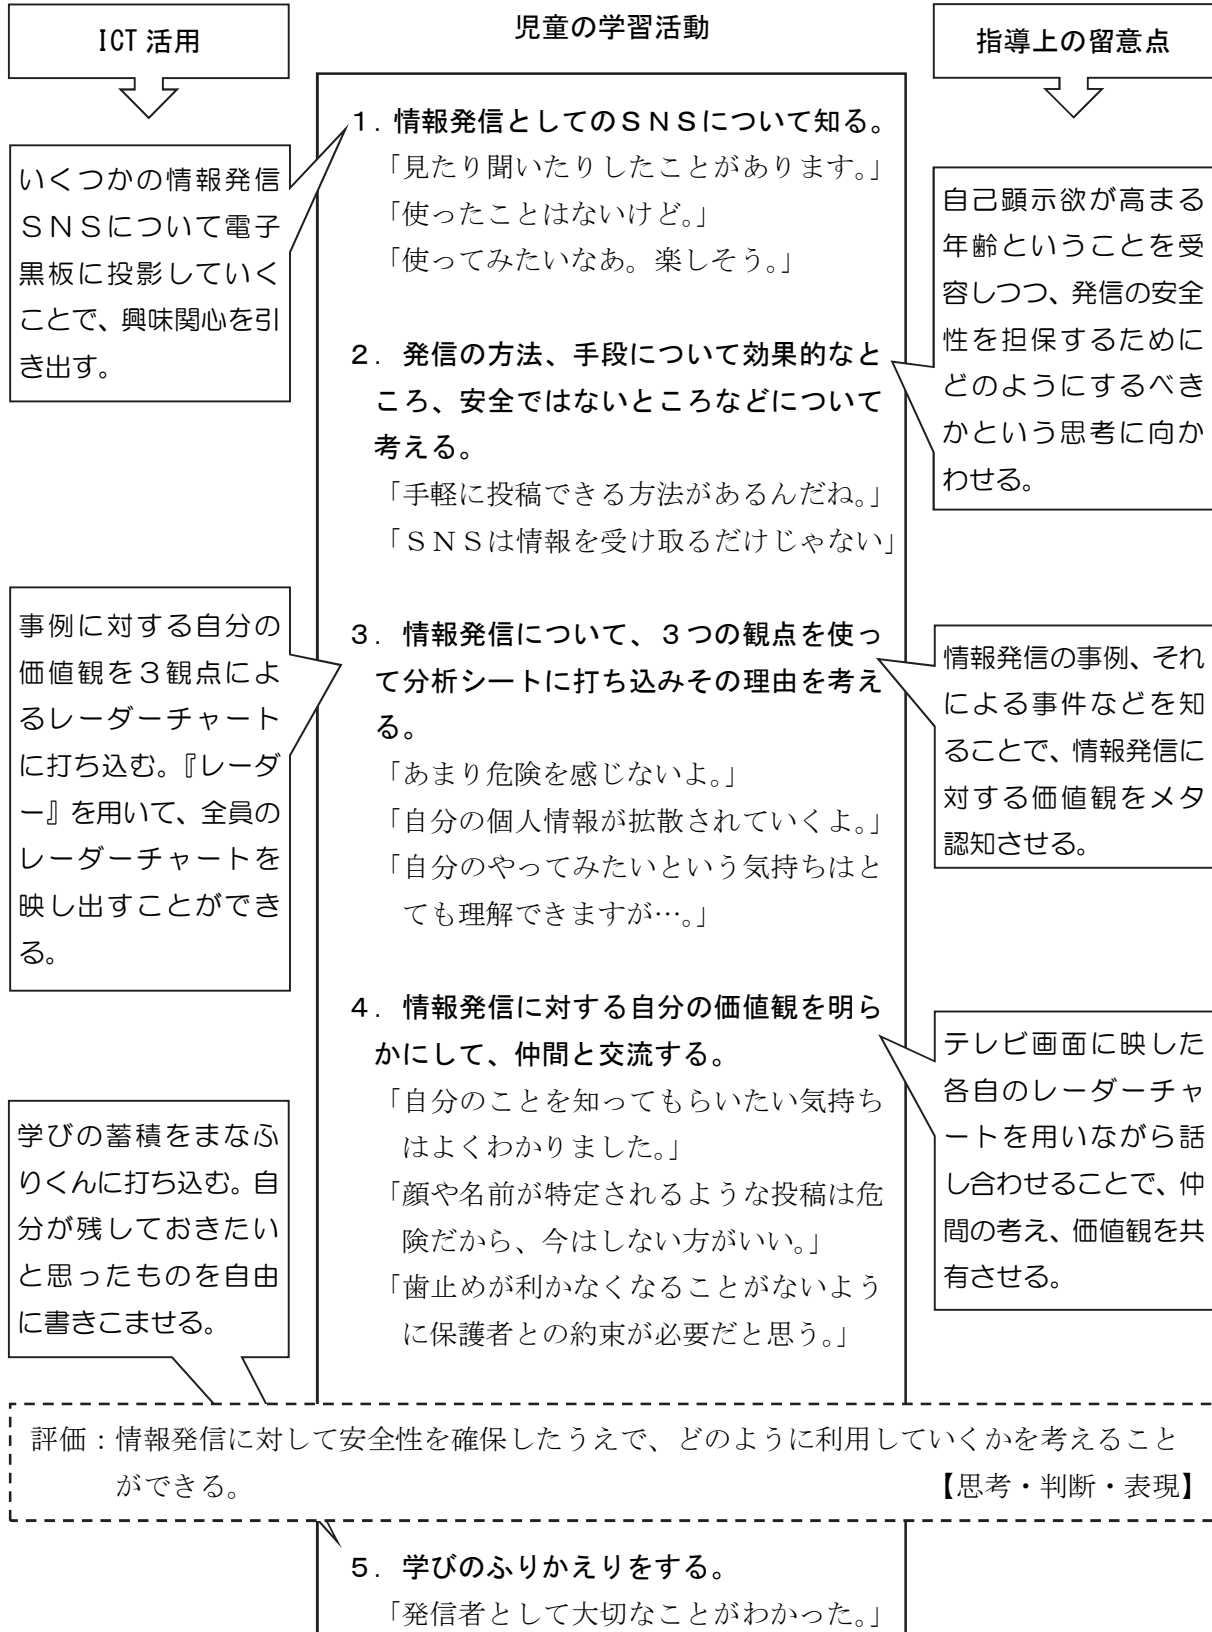 ICT 活用
いくつかの情報発信
ＳＮＳについて電子
黒板に投影していく
ことで、興味関心を引
き出す。
事例に対する自分の
価値観を３観点によ
るレーダーチャート
に打ち込む。『レーダ
ー』を用いて、全員の
レーダーチャートを
映し出すことができ
る。
学びの蓄積をまなふ
りくんに打ち込む。自
分が残しておきたい
と思ったものを自由
に書きこませる。
児童の学習活動
１．情報発信としてのＳＮＳについて知る。
「見たり聞いたりしたことがあります。」
「使ったことはないけど。」
「使ってみたいなあ。楽しそう。」
２．発信の方法、手段について効果的なと
ころ、安全ではないところなどについて
考える。
「手軽に投稿できる方法があるんだね。」
「ＳＮＳは情報を受け取るだけじゃない」
３．情報発信について、３つの観点を使っ
て分析シートに打ち込みその理由を考え
る。
「あまり危険を感じないよ。」
「自分の個人情報が拡散されていくよ。」
「自分のやってみたいという気持ちはと
ても理解できますが…。」
４．情報発信に対する自分の価値観を明ら
かにして、仲間と交流する。
「自分のことを知ってもらいたい気持ち
はよくわかりました。」
「顔や名前が特定されるような投稿は危
険だから、今はしない方がいい。」
「歯止めが利かなくなることがないよう
に保護者との約束が必要だと思う。」
指導上の留意点
自己顕示欲が高まる
年齢ということを受
容しつつ、発信の安全
性を担保するために
どのようにするべき
かという思考に向か
わせる。
情報発信の事例、それ
による事件などを知
ることで、情報発信に
対する価値観をメタ
認知させる。
テレビ画面に映した
各自のレーダーチャ
ートを用いながら話
し合わせることで、仲
間の考え、価値観を共
有させる。
評価：情報発信に対して安全性を確保したうえで、どのように利用していくかを考えること
ができる。 【思考・判断・表現】
５．学びのふりかえりをする。
「発信者として大切なことがわかった。」